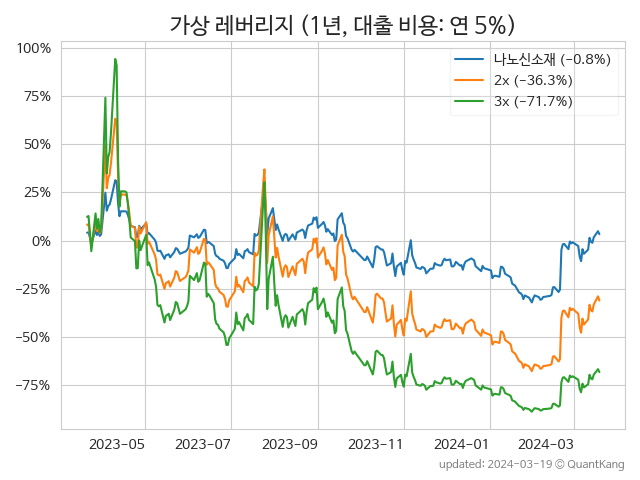 가상 레버리지 (1년, 대출 비용: 연 5%)
나노신소재 (−0.8%)
2x (−36.3%)
3x (−71.7%)
100%
75%
50%
25%
0%
−25%
−50%
−75%
2023-05 2023-07 2023-09 2023-11 2024-01 2024-03
updated: 2024-03-19 © QuantKang